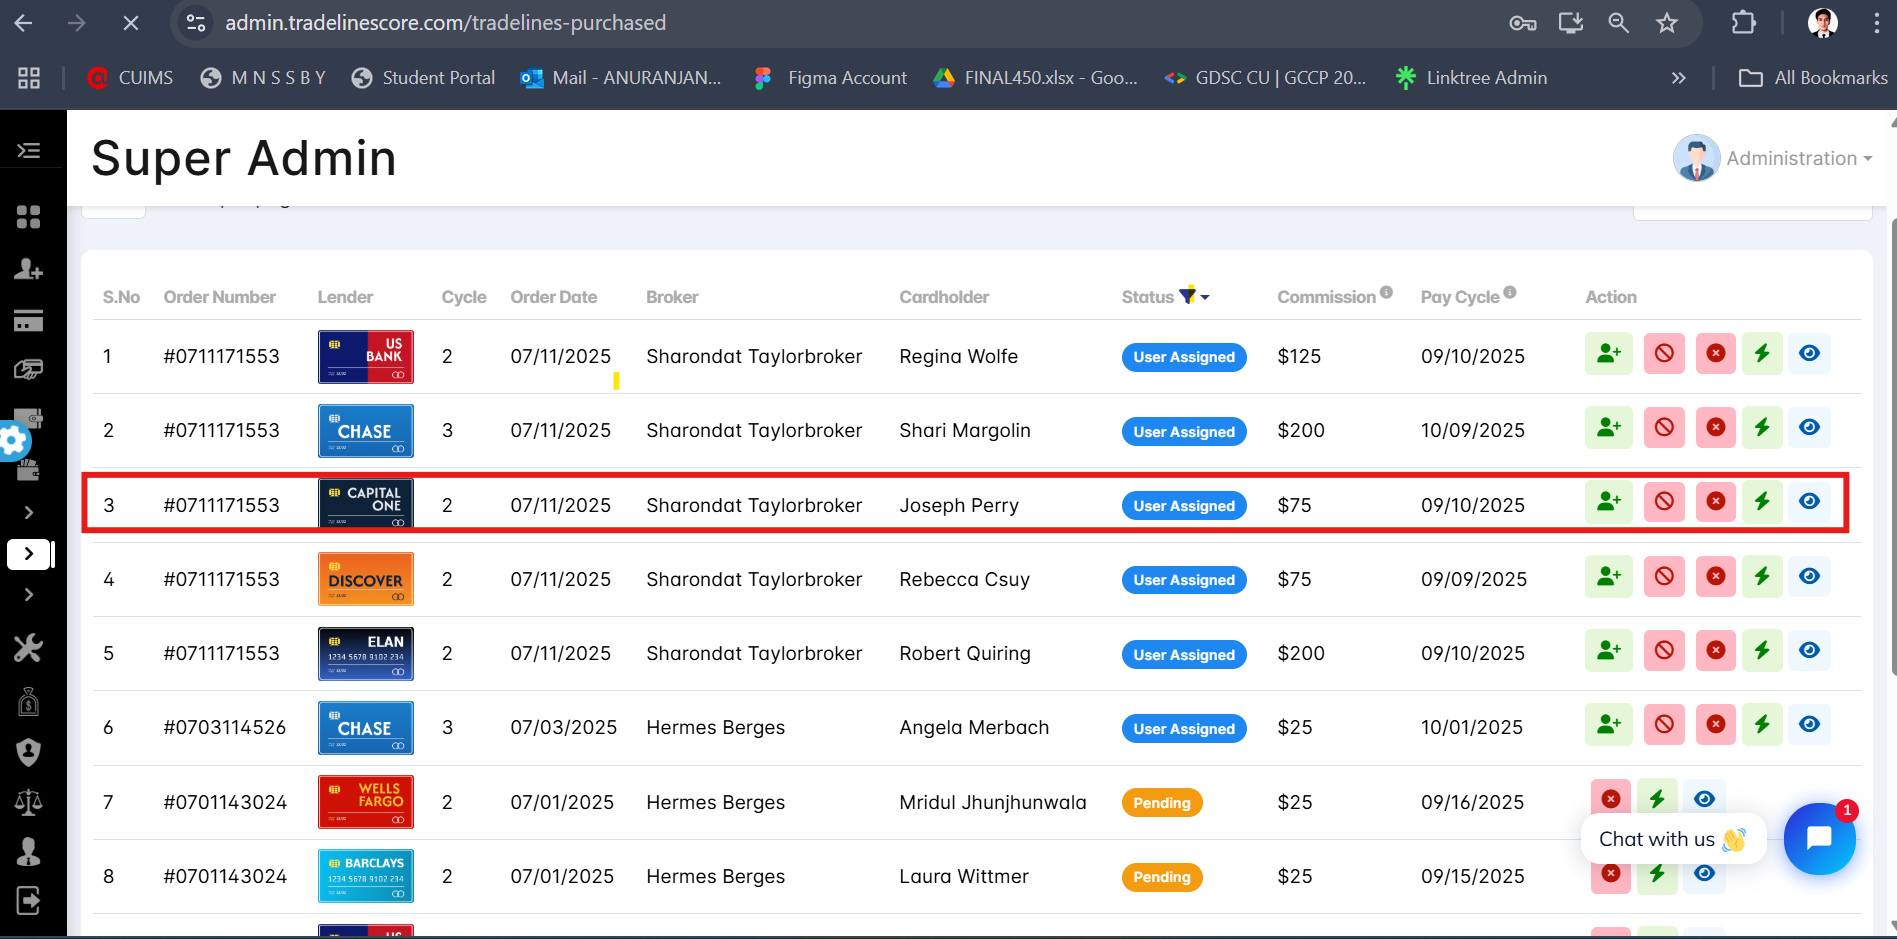 admin.tradelinescore.com/tradelines-purchased
CUIMS M N S S B Y Student Portal Mail - ANURANJAN... Figma Account FINAL450.xlsx - Goo... GDSC CU | GCCP 20... Linktree Admin » All Bookmarks
Super Admin
Administration
S.No Order Number Lender Cycle Order Date Broker Cardholder Status Commission Pay Cycle Action
1 #0711171553 US BANK 2 07/11/2025 Sharondat Taylorbroker Regina Wolfe User Assigned $125 09/10/2025
2 #0711171553 CHASE 3 07/11/2025 Sharondat Taylorbroker Shari Margolin User Assigned $200 10/09/2025
3 #0711171553 CAPITAL ONE 2 07/11/2025 Sharondat Taylorbroker Joseph Perry User Assigned $75 09/10/2025
4 #0711171553 DISCOVER 2 07/11/2025 Sharondat Taylorbroker Rebecca Csuy User Assigned $75 09/09/2025
5 #0711171553 ELAN 1234 5678 9102 234 2 07/11/2025 Sharondat Taylorbroker Robert Quiring User Assigned $200 09/10/2025
6 #0703114526 CHASE 3 07/03/2025 Hermes Berges Angela Merbach User Assigned $25 10/01/2025
7 #0701143024 WELLS FARGO 2 07/01/2025 Hermes Berges Mridul Jhunjhunwala Pending $25 09/16/2025
1
Chat with us 👋
8 #0701143024 BARCLAYS 1234 5678 9102 234 2 07/01/2025 Hermes Berges Laura Wittmer Pending $25 09/15/2025
US